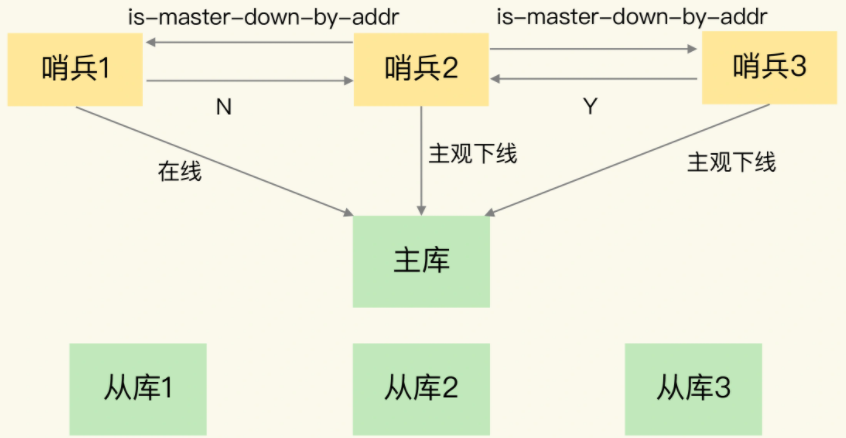 is-master-down-by-addr
is-master-down-by-addr
哨兵1
哨兵2
哨兵3
N
Y
在线
主观下线
主观下线
主库
从库1
从库2
从库3